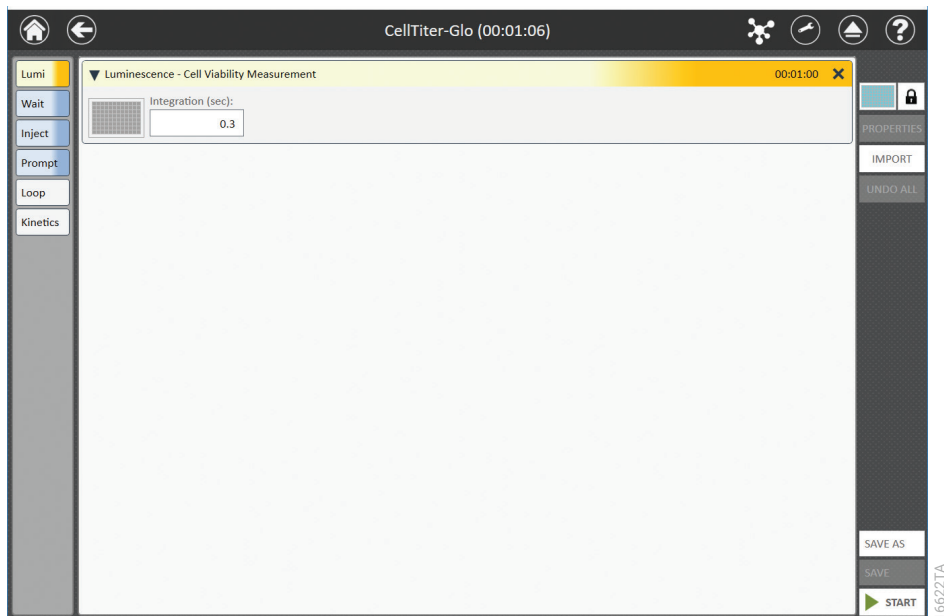 CellTiter-Glo (00:01:06)
?
Lumi
Wait
Inject
Prompt
Loop
Kinetics
Luminescence - Cell Viability Measurement 00:01:00
Integration (sec):
0.3
PROPERTIES
IMPORT
UNDO ALL
SAVE AS
SAVE
START
6622TA